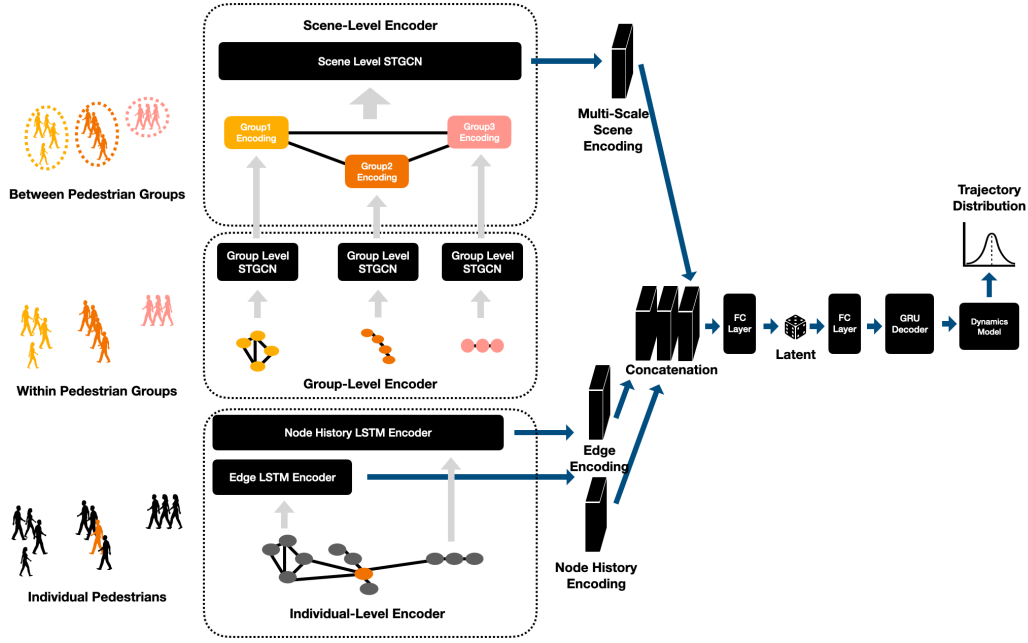 Scene-Level Encoder
Scene Level STGCN
Group1
Encoding
Group3
Encoding
Group2
Encoding
Between Pedestrian Groups
Multi-Scale
Scene
Encoding
Group Level
STGCN
Group Level
STGCN
Group Level
STGCN
Group-Level Encoder
Within Pedestrian Groups
Node History LSTM Encoder
Edge LSTM Encoder
Individual-Level Encoder
Individual Pedestrians
Edge
Encoding
Node History
Encoding
Concatenation
FC
Layer
Latent
FC
Layer
GRU
Decoder
Dynamics
Model
Trajectory
Distribution